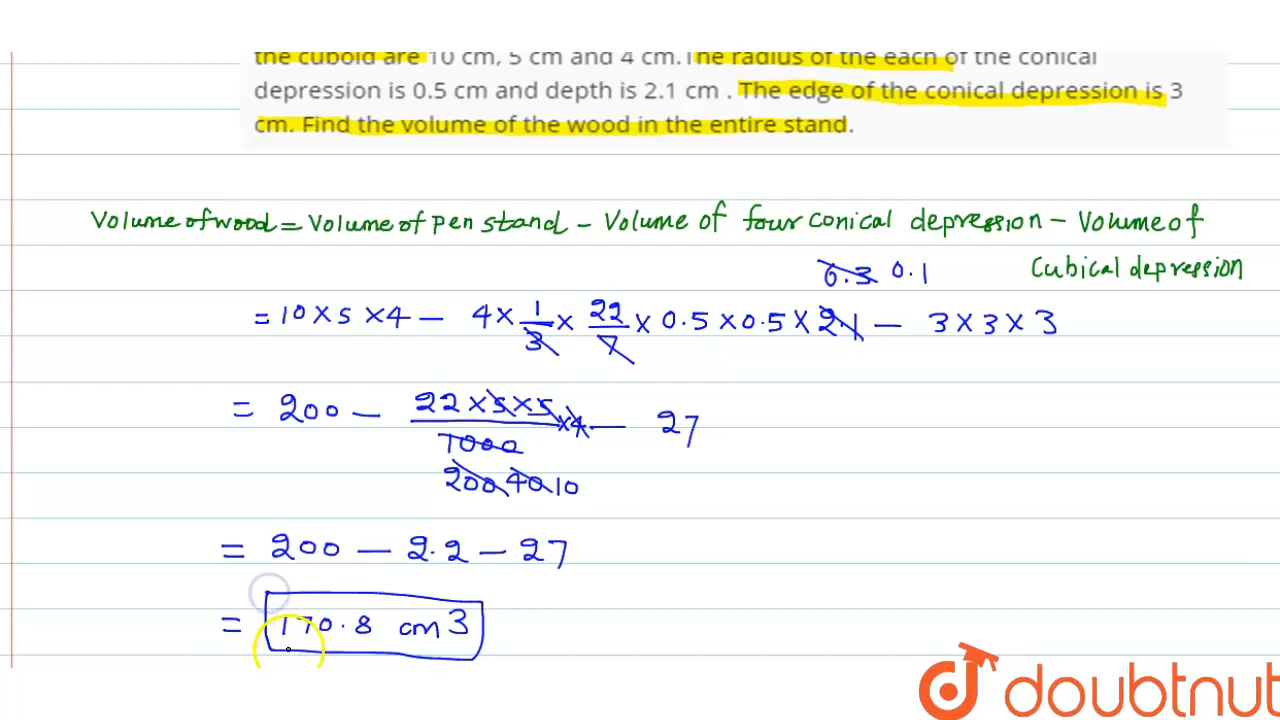 the cuboid are 10 cm, 5 cm and 4 cm.The radius of the each of the conical
depression is 0.5 cm and depth is 2.1 cm . The edge of the conical depression is 3
cm. Find the volume of the wood in the entire stand.
Volume of wood = Volume of pen stand - Volume of four conical depression - Volume of
Cubical depression
0.3 0.1
= 10 × 5 × 4 - 4 × 1/3 × 22/7 × 0.5 × 0.5 × 2.1 - 3 × 3 × 3
= 200 - 22 × 5 × 5 × 4 / 1000 - 27
200 40 10
= 200 - 2.2 - 27
= 170.8 cm3
doubtnut